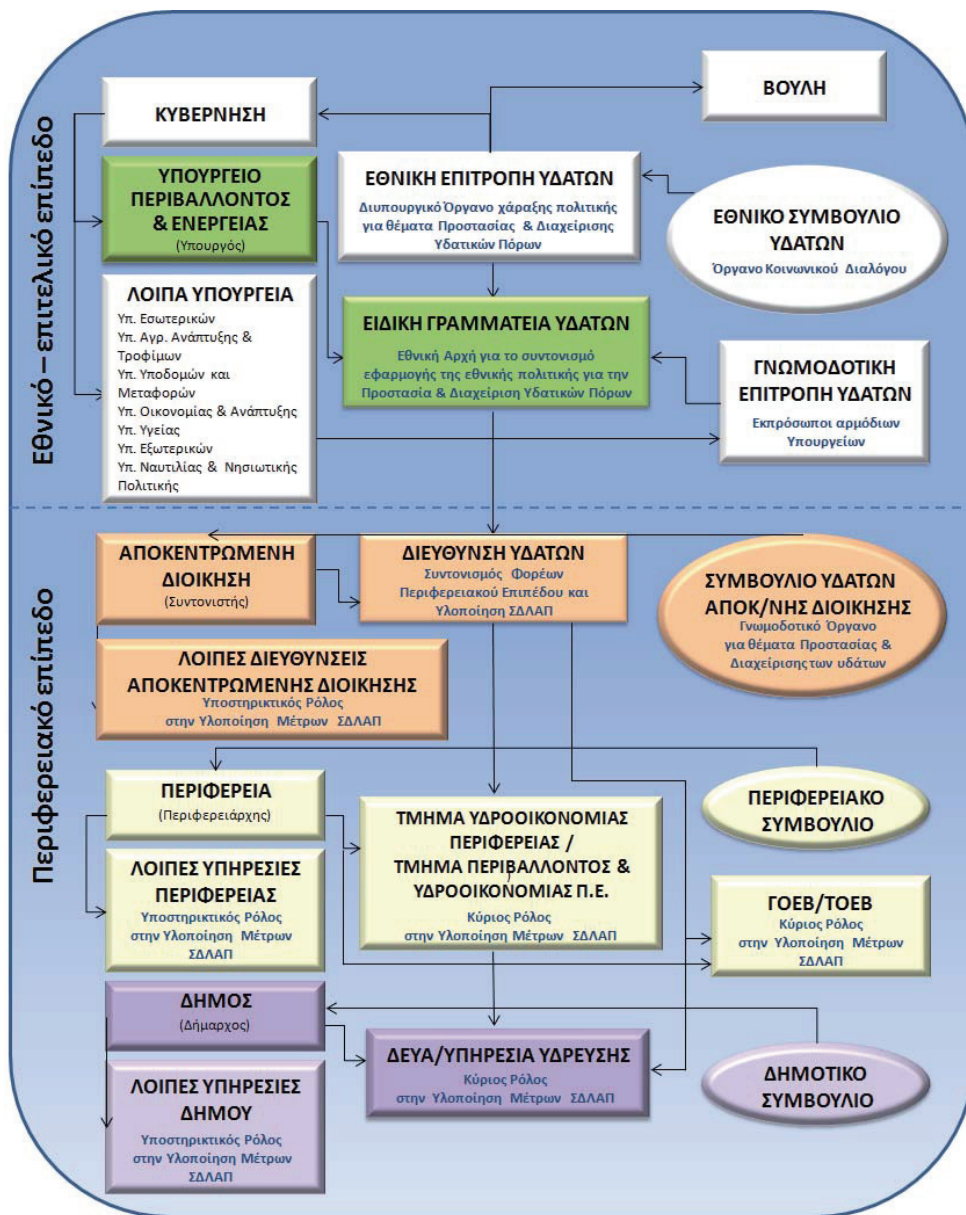 Εθνικό – επιτελικό επίπεδο
ΒΟΥΛΗ
ΚΥΒΕΡΝΗΣΗ
ΥΠΟΥΡΓΕΙΟ
ΠΕΡΙΒΑΛΛΟΝΤΟΣ
& ΕΝΕΡΓΕΙΑΣ
(Υπουργός)
ΕΘΝΙΚΗ ΕΠΙΤΡΟΠΗ ΥΔΑΤΩΝ
Διυπουργικό Όργανο χάραξης πολιτικής
για θέματα Προστασίας & Διαχείρισης
Υδατικών Πόρων
ΕΘΝΙΚΟ ΣΥΜΒΟΥΛΙΟ
ΥΔΑΤΩΝ
Όργανο Κοινωνικού Διαλόγου
ΛΟΙΠΑ ΥΠΟΥΡΓΕΙΑ
Υπ. Εσωτερικών
Υπ. Αγρ. Ανάπτυξης &
Τροφίμων
Υπ. Υποδομών και
Μεταφορών
Υπ. Οικονομίας & Ανάπτυξης
Υπ. Υγείας
Υπ. Εξωτερικών
Υπ. Ναυτιλίας & Νησιωτικής
Πολιτικής
ΕΙΔΙΚΗ ΓΡΑΜΜΑΤΕΙΑ ΥΔΑΤΩΝ
Εθνική Αρχή για το συντονισμό
εφαρμογής της εθνικής πολιτικής για την
Προστασία & Διαχείριση Υδατικών Πόρων
ΓΝΩΜΟΔΟΤΙΚΗ
ΕΠΙΤΡΟΠΗ ΥΔΑΤΩΝ
Εκπρόσωποι αρμόδιων
Υπουργείων
Περιφερειακό επίπεδο
ΑΠΟΚΕΝΤΡΩΜΕΝΗ
ΔΙΟΙΚΗΣΗ
(Συντονιστής)
ΔΙΕΥΘΥΝΣΗ ΥΔΑΤΩΝ
Συντονισμός Φορέων
Περιφερειακού Επιπέδου και
Υλοποίηση ΣΔΛΑΠ
ΣΥΜΒΟΥΛΙΟ ΥΔΑΤΩΝ
ΑΠΟΚ/ΝΗΣ ΔΙΟΙΚΗΣΗΣ
Γνωμοδοτικό Όργανο
για θέματα Προστασίας &
Διαχείρισης των υδάτων
ΛΟΙΠΕΣ ΔΙΕΥΘΥΝΣΕΙΣ
ΑΠΟΚΕΝΤΡΩΜΕΝΗΣ ΔΙΟΙΚΗΣΗΣ
Υποστηρικτικός Ρόλος
στην Υλοποίηση Μέτρων ΣΔΛΑΠ
ΠΕΡΙΦΕΡΕΙΑ
(Περιφερειάρχης)
ΤΜΗΜΑ ΥΔΡΟΟΙΚΟΝΟΜΙΑΣ
ΠΕΡΙΦΕΡΕΙΑΣ /
ΤΜΗΜΑ ΠΕΡΙΒΑΛΛΟΝΤΟΣ &
ΥΔΡΟΟΙΚΟΝΟΜΙΑΣ Π.Ε.
Κύριος Ρόλος
στην Υλοποίηση Μέτρων ΣΔΛΑΠ
ΠΕΡΙΦΕΡΕΙΑΚΟ
ΣΥΜΒΟΥΛΙΟ
ΛΟΙΠΕΣ ΥΠΗΡΕΣΙΕΣ
ΠΕΡΙΦΕΡΕΙΑΣ
Υποστηρικτικός Ρόλος
στην Υλοποίηση Μέτρων
ΣΔΛΑΠ
ΓΟΕΒ/ΤΟΕΒ
Κύριος Ρόλος
στην Υλοποίηση Μέτρων
ΣΔΛΑΠ
ΔΗΜΟΣ
(Δήμαρχος)
ΔΕΥΑ/ΥΠΗΡΕΣΙΑ ΥΔΡΕΥΣΗΣ
Κύριος Ρόλος
στην Υλοποίηση Μέτρων ΣΔΛΑΠ
ΔΗΜΟΤΙΚΟ
ΣΥΜΒΟΥΛΙΟ
ΛΟΙΠΕΣ ΥΠΗΡΕΣΙΕΣ
ΔΗΜΟΥ
Υποστηρικτικός Ρόλος
στην Υλοποίηση Μέτρων
ΣΔΛΑΠ